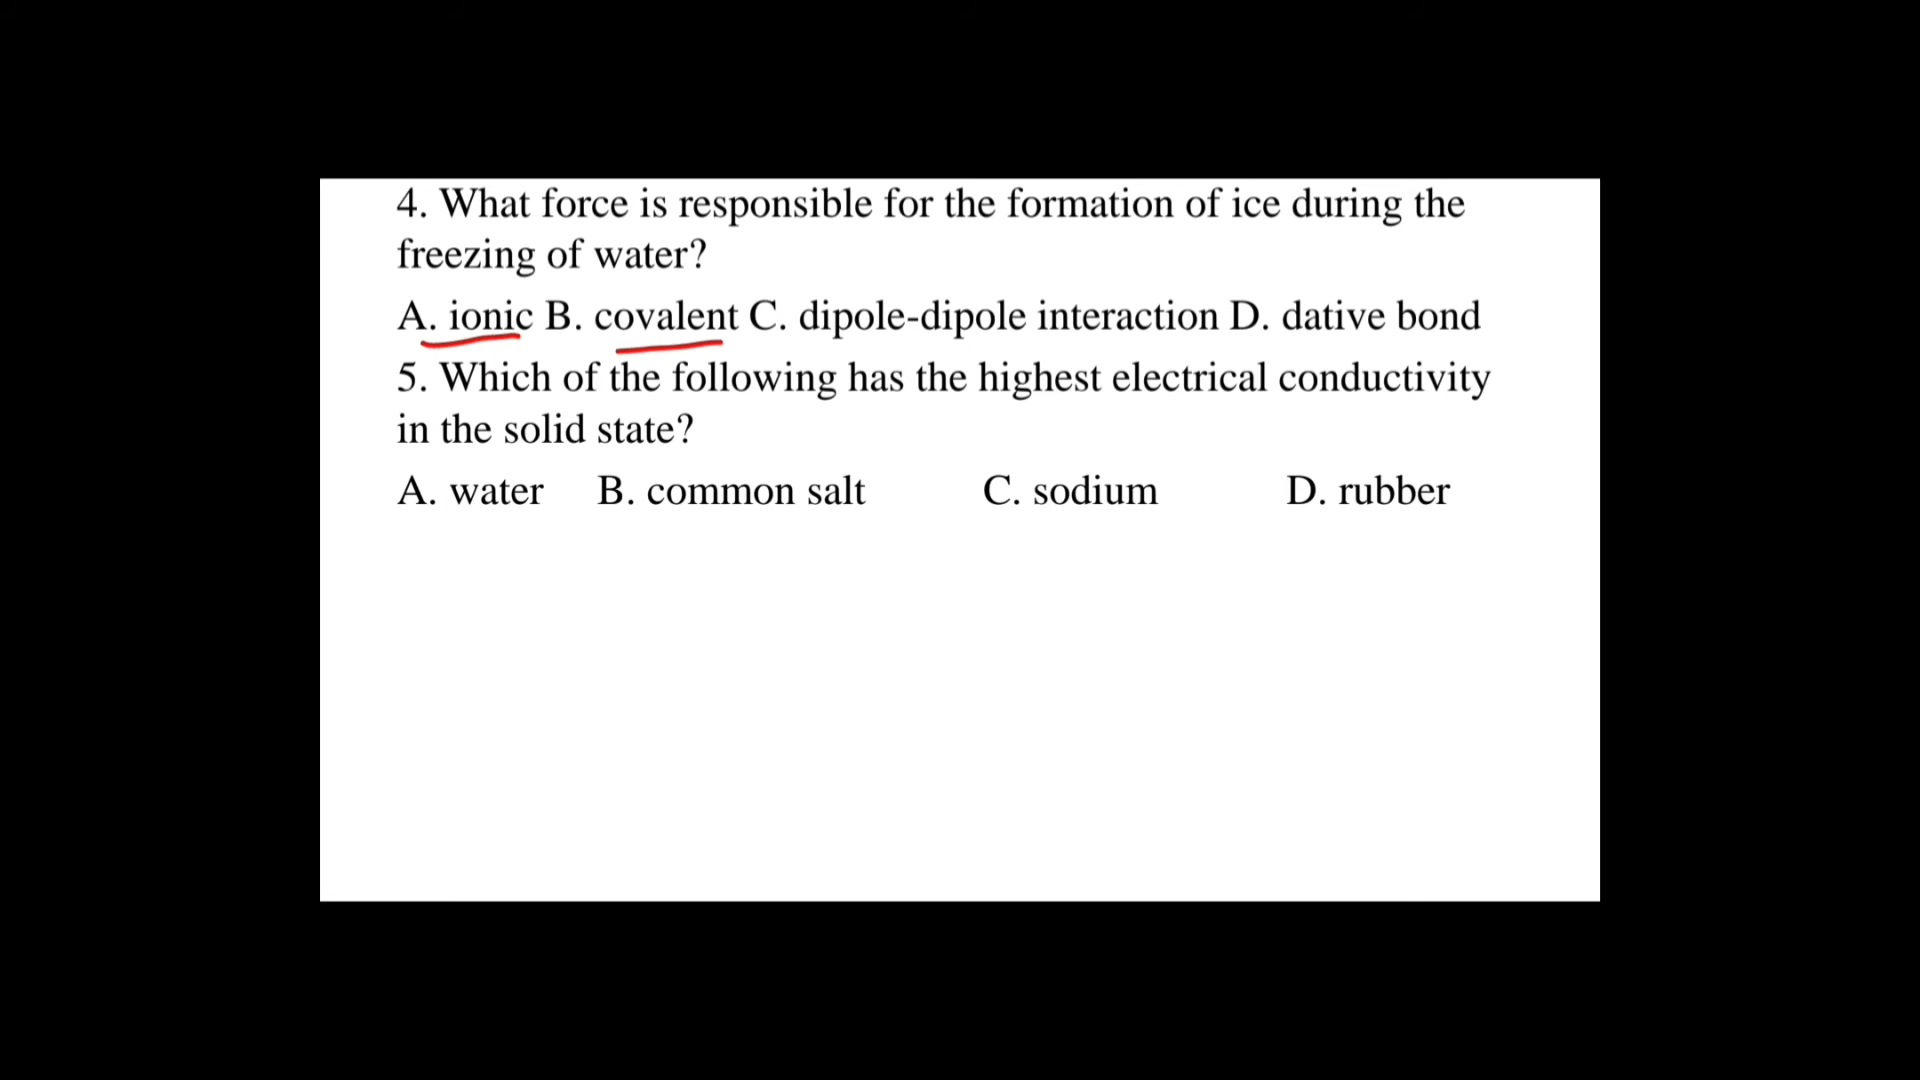 4. What force is responsible for the formation of ice during the
freezing of water?
A. ionic B. covalent C. dipole-dipole interaction D. dative bond
5. Which of the following has the highest electrical conductivity
in the solid state?
A. water B. common salt C. sodium D. rubber